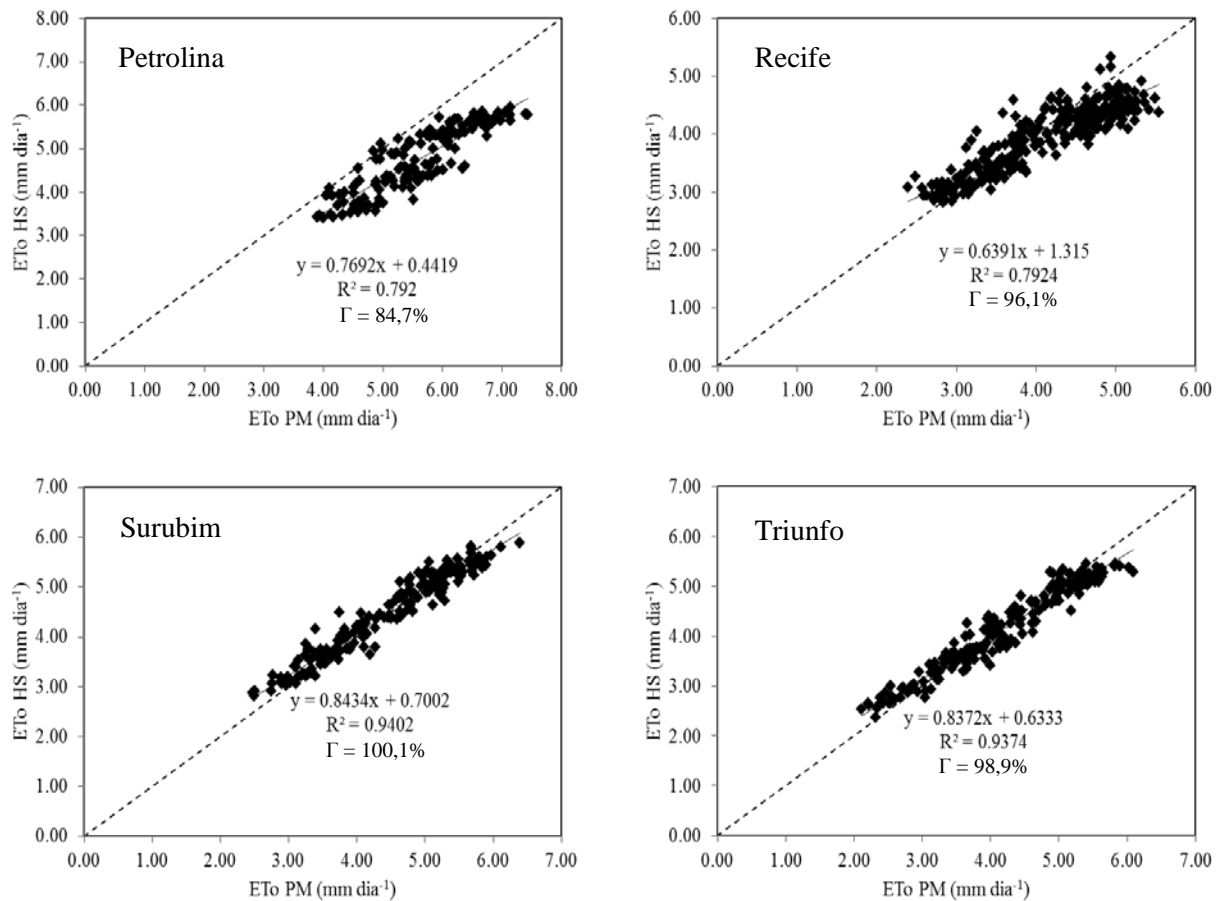 Petrolina
8.00
7.00
6.00
5.00
4.00
3.00
2.00
1.00
0.00
ETo HS (mm dia⁻¹)
y = 0.7692x + 0.4419
R² = 0.792
Γ = 84,7%
0.00 1.00 2.00 3.00 4.00 5.00 6.00 7.00 8.00
ETo PM (mm dia⁻¹)
Recife
6.00
5.00
4.00
3.00
2.00
1.00
0.00
ETo HS (mm dia⁻¹)
y = 0.6391x + 1.315
R² = 0.7924
Γ = 96,1%
0.00 1.00 2.00 3.00 4.00 5.00 6.00
ETo PM (mm dia⁻¹)
Surubim
7.00
6.00
5.00
4.00
3.00
2.00
1.00
0.00
ETo HS (mm dia⁻¹)
y = 0.8434x + 0.7002
R² = 0.9402
Γ = 100,1%
0.00 1.00 2.00 3.00 4.00 5.00 6.00 7.00
ETo PM (mm dia⁻¹)
Triunfo
7.00
6.00
5.00
4.00
3.00
2.00
1.00
0.00
ETo HS (mm dia⁻¹)
y = 0.8372x + 0.6333
R² = 0.9374
Γ = 98,9%
0.00 1.00 2.00 3.00 4.00 5.00 6.00 7.00
ETo PM (mm dia⁻¹)